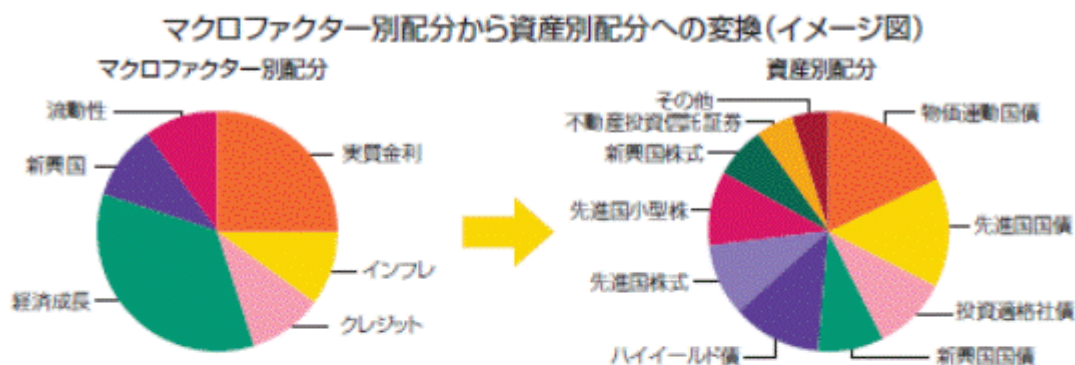 マクロファクター別配分から資産別配分への変換(イメージ図)
マクロファクター別配分
流動性
新興国
経済成長
実質金利
インフレ
クレジット
資産別配分
その他
不動産投資信託証券
新興国株式
先進国小型株
先進国株式
ハイイールド債
物価連動国債
先進国国債
投資適格社債
新興国国債